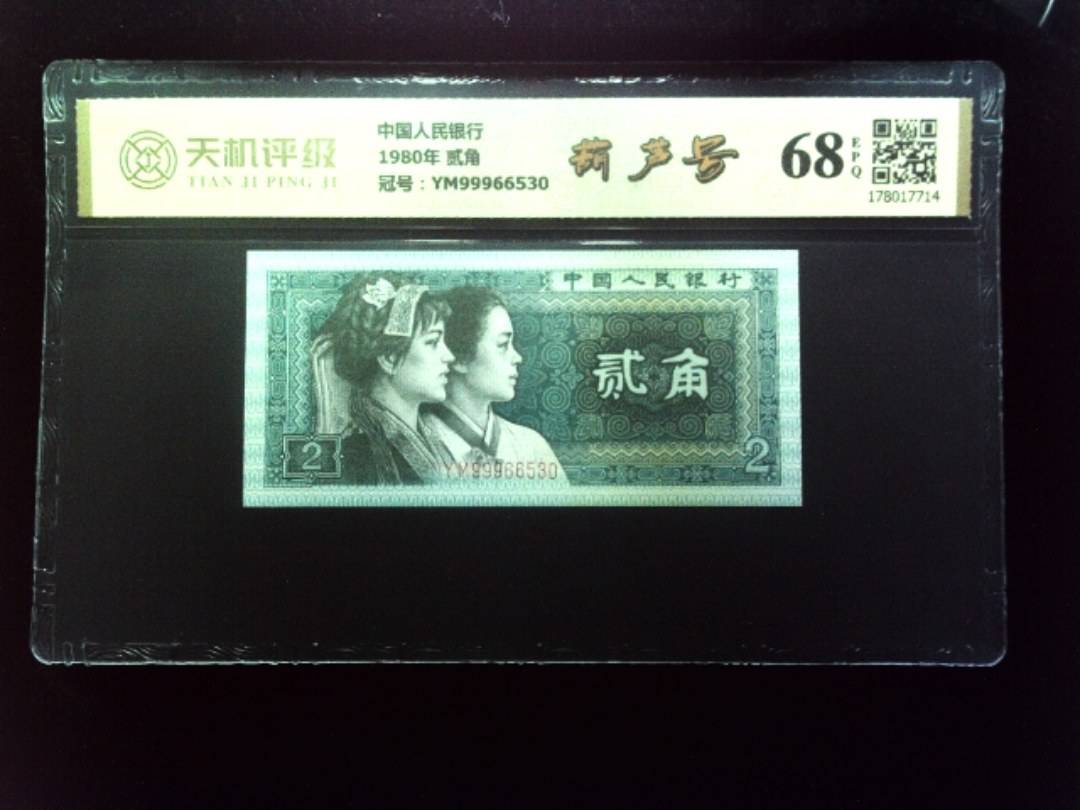 天机评级
TIAN JI PING JI
中国人民银行
1980年 贰角
冠号：YM99966530
葫芦号
68
EPQ
178017714
中国人民银行
贰角
2
YM99966530
2